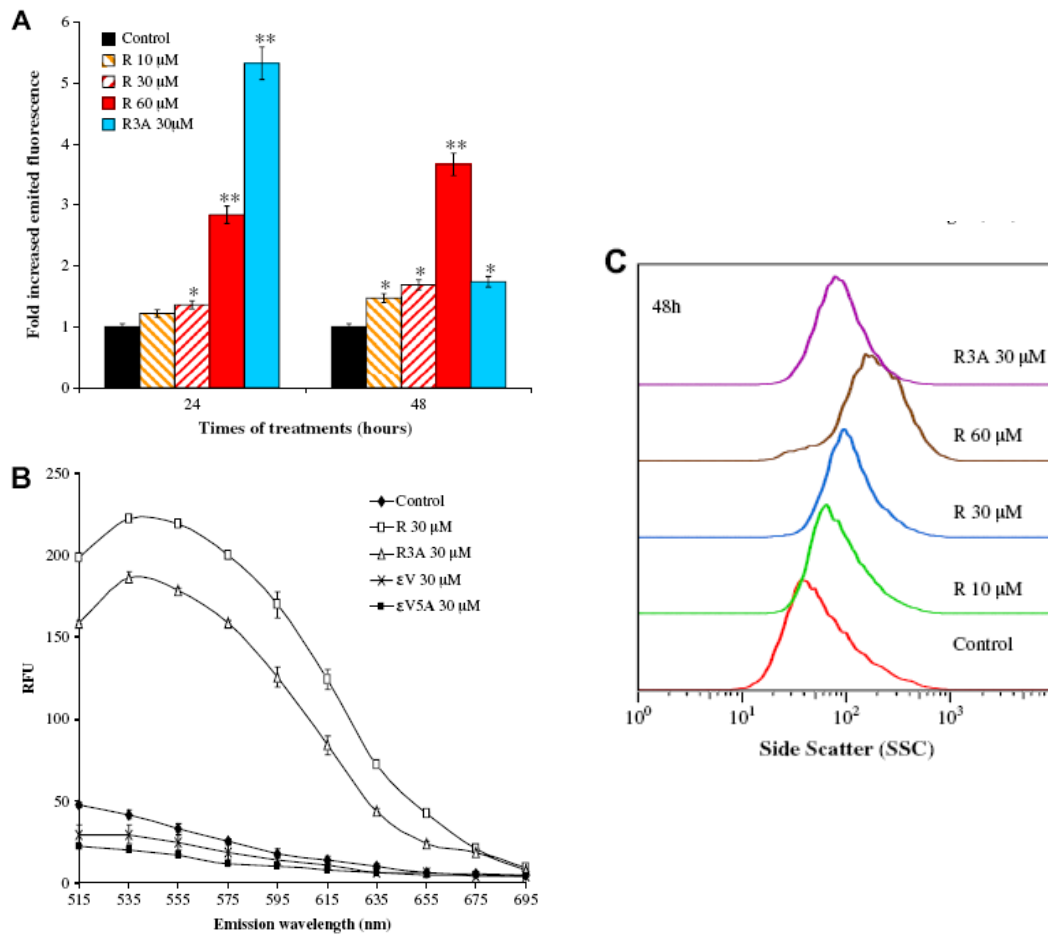 A
6
5
4
3
2
1
0
Fold increased emited fluorescence
Control
R 10 μM
R 30 μM
R 60 μM
R3A 30μM
*
**
**
*
*
**
*
24
48
Times of treatments (hours)
B
250
200
150
100
50
0
RFU
Control
R 30 μM
R3A 30 μM
εV 30 μM
εV5A 30 μM
515 535 555 575 595 615 635 655 675 695
Emission wavelength (nm)
C
48h
R3A 30 μM
R 60 μM
R 30 μM
R 10 μM
Control
10⁰ 10¹ 10² 10³
Side Scatter (SSC)